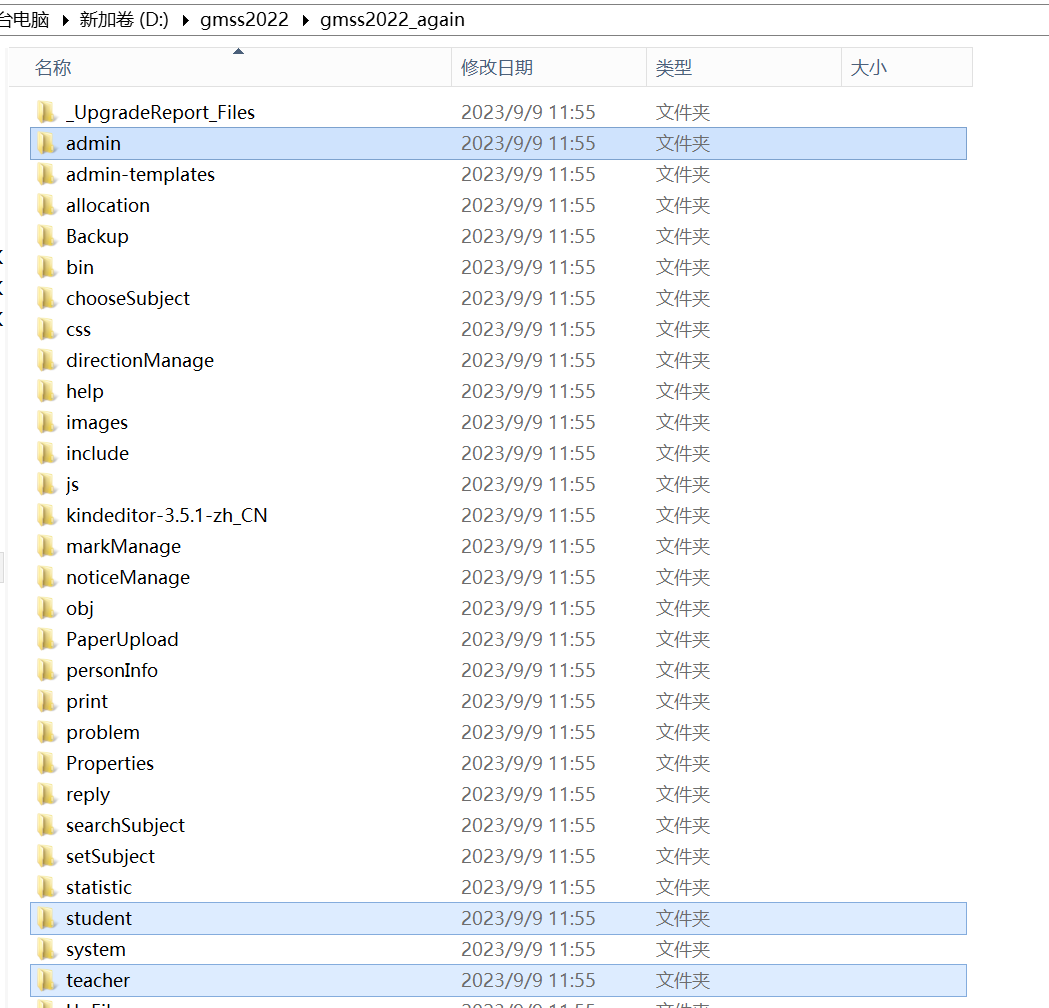 台电脑 新加卷 (D:) gmss2022 gmss2022_again
名称 修改日期 类型 大小
_UpgradeReport_Files 2023/9/9 11:55 文件夹
admin 2023/9/9 11:55 文件夹
admin-templates 2023/9/9 11:55 文件夹
allocation 2023/9/9 11:55 文件夹
Backup 2023/9/9 11:55 文件夹
bin 2023/9/9 11:55 文件夹
chooseSubject 2023/9/9 11:55 文件夹
css 2023/9/9 11:55 文件夹
directionManage 2023/9/9 11:55 文件夹
help 2023/9/9 11:55 文件夹
images 2023/9/9 11:55 文件夹
include 2023/9/9 11:55 文件夹
js 2023/9/9 11:55 文件夹
kindeditor-3.5.1-zh_CN 2023/9/9 11:55 文件夹
markManage 2023/9/9 11:55 文件夹
noticeManage 2023/9/9 11:55 文件夹
obj 2023/9/9 11:55 文件夹
PaperUpload 2023/9/9 11:55 文件夹
personInfo 2023/9/9 11:55 文件夹
print 2023/9/9 11:55 文件夹
problem 2023/9/9 11:55 文件夹
Properties 2023/9/9 11:55 文件夹
reply 2023/9/9 11:55 文件夹
searchSubject 2023/9/9 11:55 文件夹
setSubject 2023/9/9 11:55 文件夹
statistic 2023/9/9 11:55 文件夹
student 2023/9/9 11:55 文件夹
system 2023/9/9 11:55 文件夹
teacher 2023/9/9 11:55 文件夹